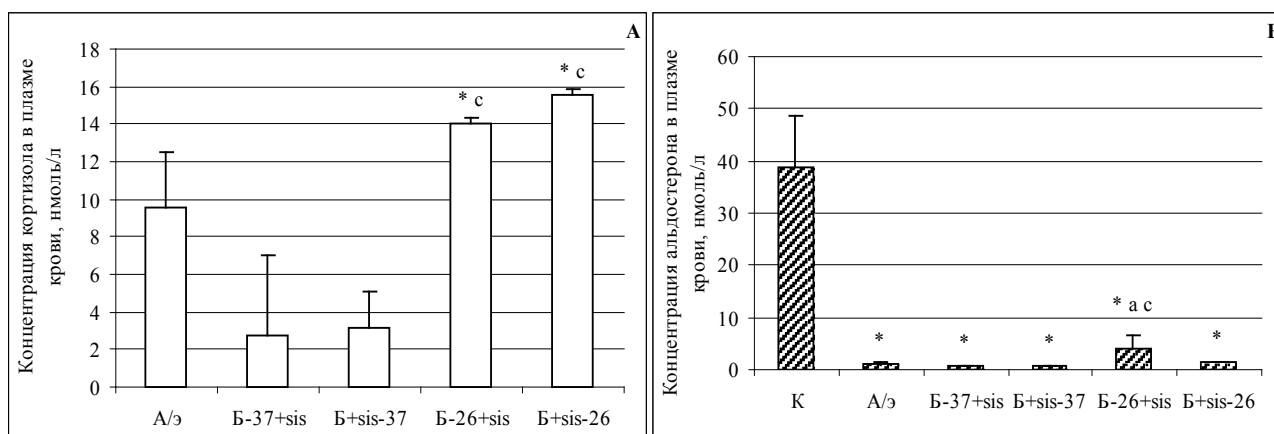 А
Концентрация кортизола в плазме
крови, нмоль/л
18
16
14
12
10
8
6
4
2
0
* c
* c
А/э Б-37+sis Б+sis-37 Б-26+sis Б+sis-26
Концентрация альдостерона в плазме
крови, нмоль/л
60
50
40
30
20
10
0
*
*
*
* a c
*
К А/э Б-37+sis Б+sis-37 Б-26+sis Б+sis-26